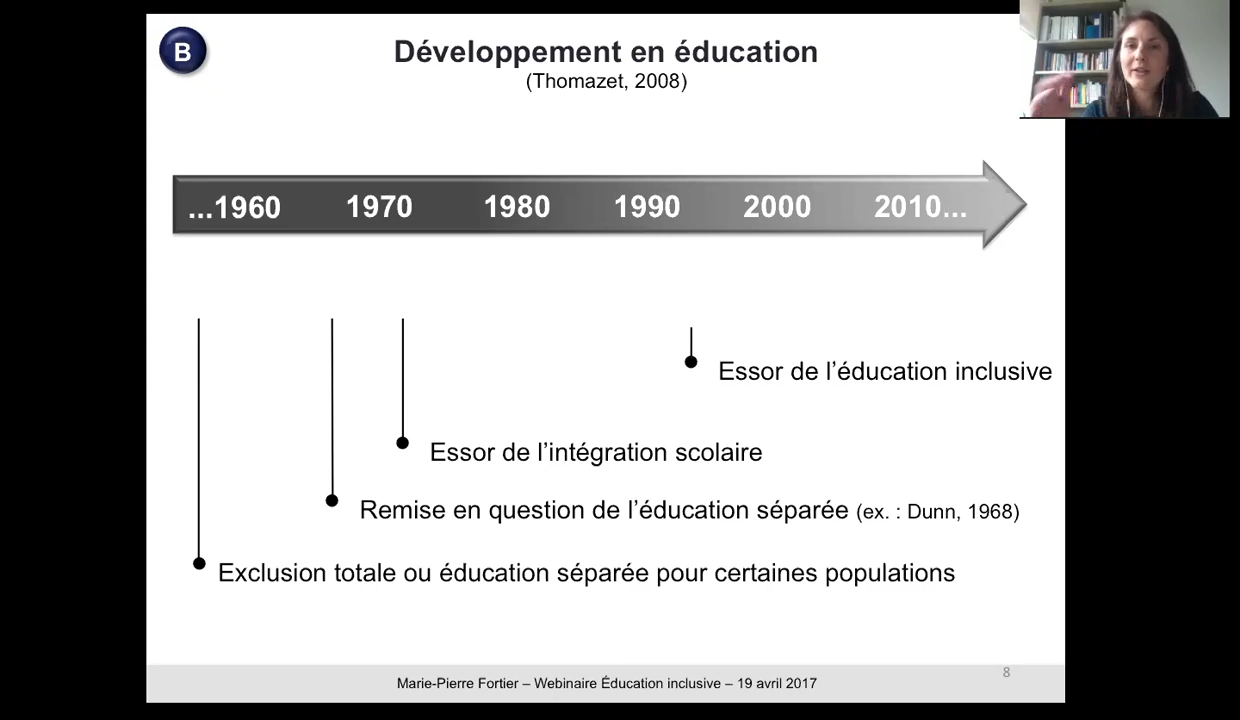 B
Développement en éducation
(Thomazet, 2008)
...1960 1970 1980 1990 2000 2010...
Essor de l’éducation inclusive
Essor de l’intégration scolaire
Remise en question de l’éducation séparée (ex. : Dunn, 1968)
Exclusion totale ou éducation séparée pour certaines populations
8
Marie-Pierre Fortier – Webinaire Éducation inclusive – 19 avril 2017